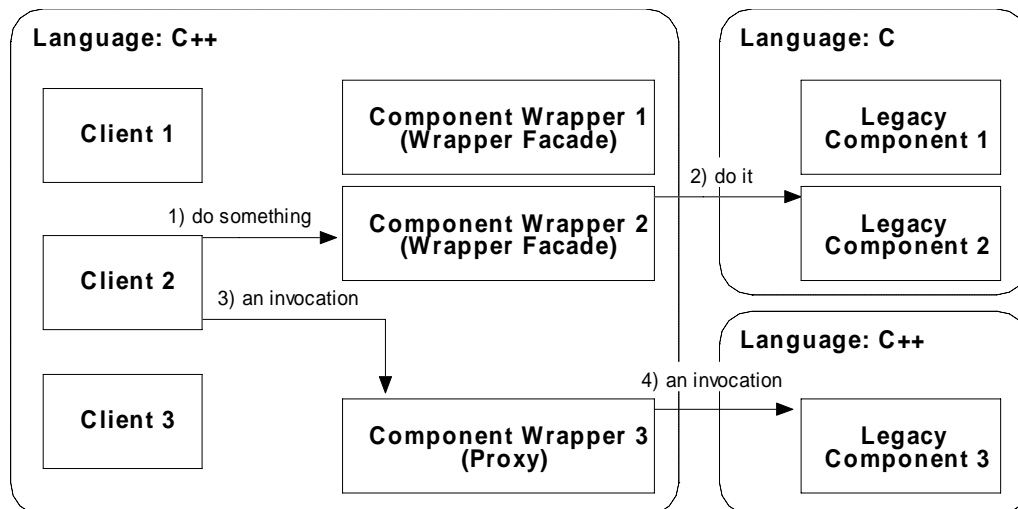 Language: C++
Client 1
Component Wrapper 1
(Wrapper Facade)
1) do something
Component Wrapper 2
(Wrapper Facade)
Client 2
3) an invocation
Client 3
Component Wrapper 3
(Proxy)
2) do it
4) an invocation
Language: C
Legacy
Component 1
Legacy
Component 2
Language: C++
Legacy
Component 3